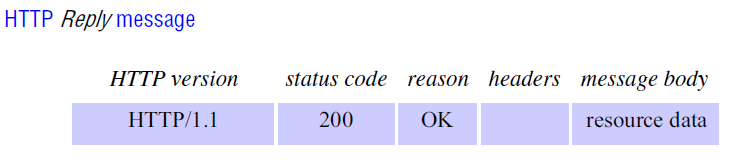 HTTP Reply message
HTTP version status code reason headers message body
HTTP/1.1 200 OK resource data